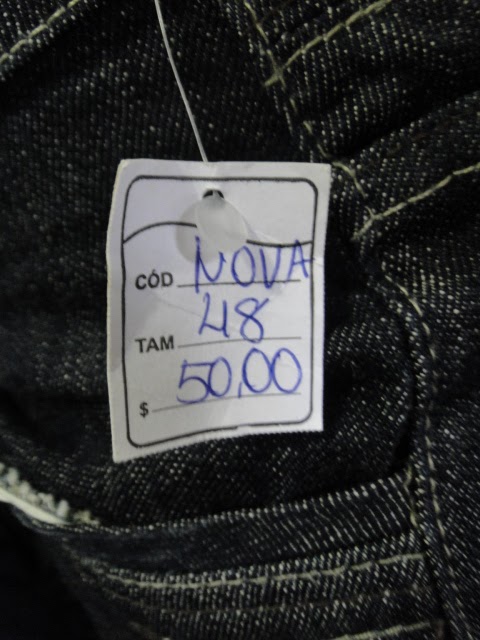 CÓD NOVA
TAM 48
$ 50,00